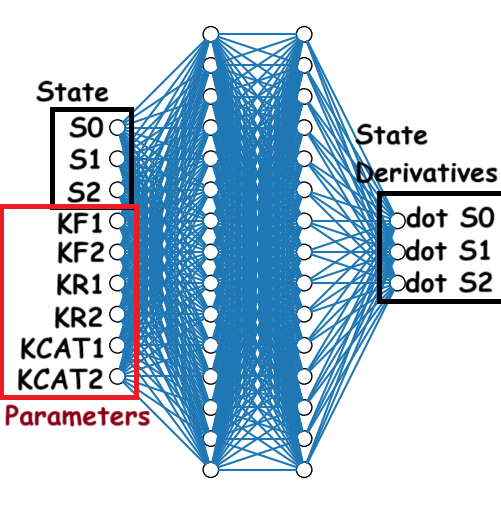 State
S0
S1
S2
KF1
KF2
KR1
KR2
KCAT1
KCAT2
Parameters
State
Derivatives
dot S0
dot S1
dot S2